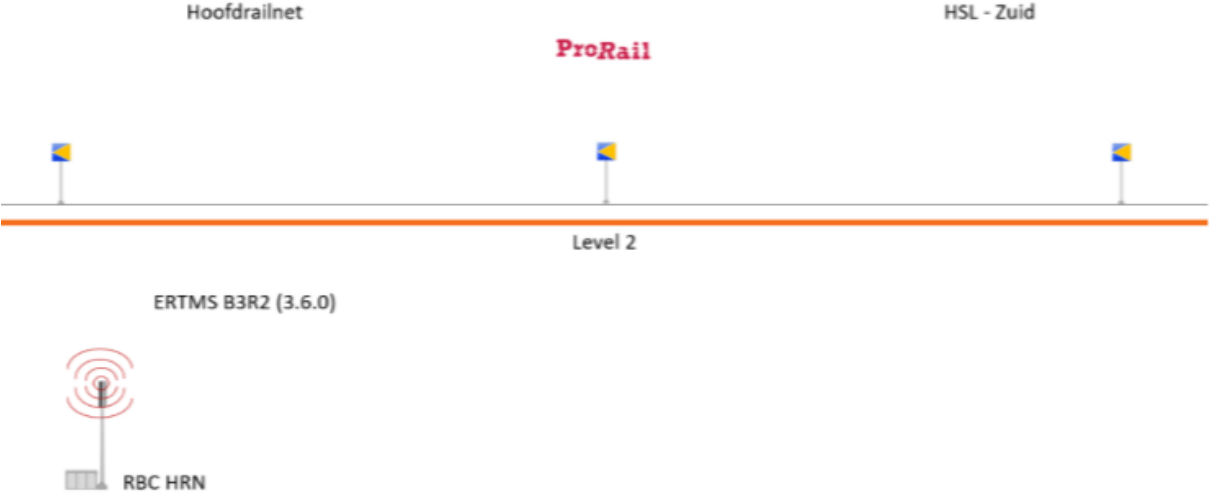 Hoofdrailnet
HSL - Zuid
ProRail
Level 2
ERTMS B3R2 (3.6.0)
RBC HRN